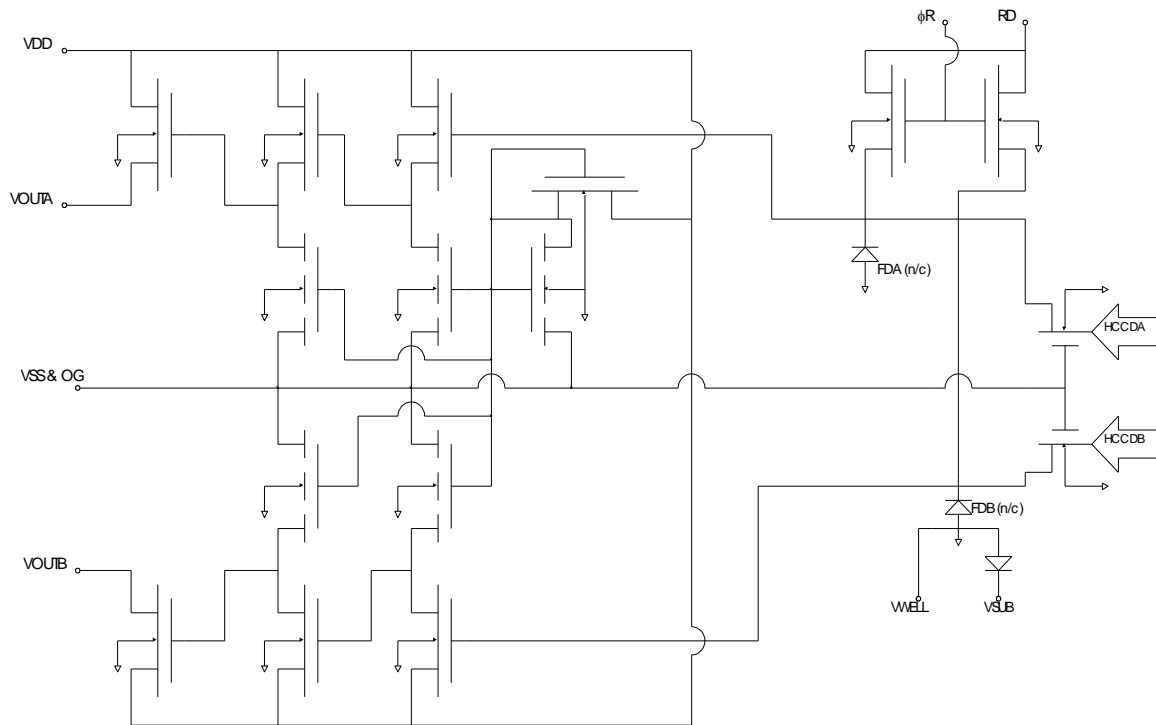 ϕR
RD
VDD
VOUTA
FDA (n/c)
HCCDA
VSS & OG
HCCDB
FDB (n/c)
VOUTB
VWELL
VSUB